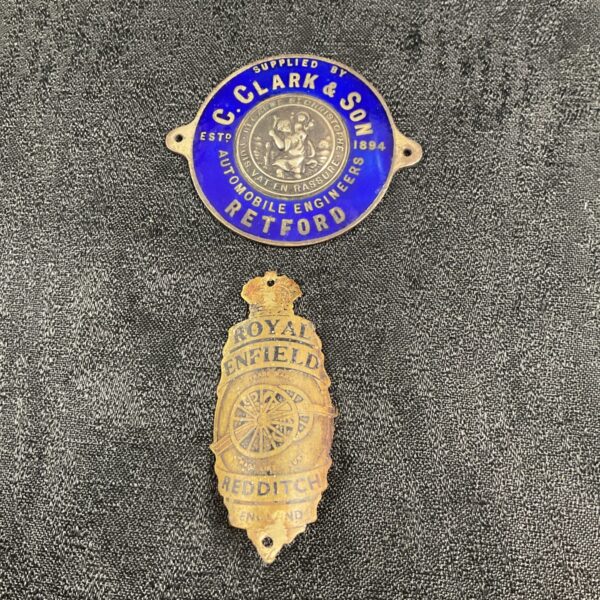 SUPPLIED BY
C. CLARK & SON
ESTD 1894
AUTOMOBILE ENGINEERS
RETFORD
ROYAL
ENFIELD
REDDITCH
ENGLAND